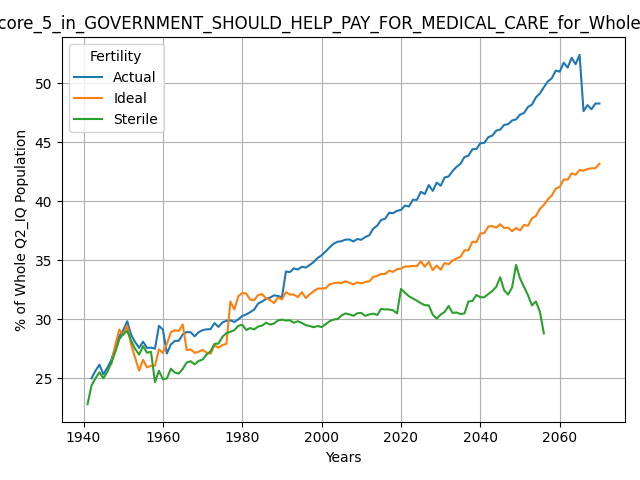 core_5_in_GOVERNMENT_SHOULD_HELP_PAY_FOR_MEDICAL_CARE_for_Whole
Fertility
Actual
Ideal
Sterile
% of Whole Q2_IQ Population
50
45
40
35
30
25
1940 1960 1980 2000 2020 2040 2060
Years